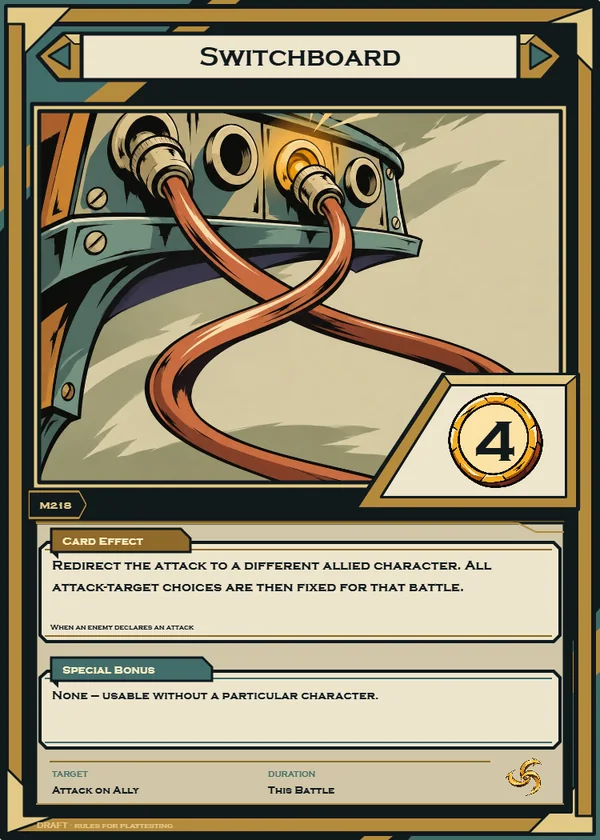 Switchboard
4
M218
Card Effect
Redirect the attack to a different allied character. All
attack-target choices are then fixed for that battle.
When an enemy declares an attack
Special Bonus
None – usable without a particular character.
Target
Duration
Attack on Ally
This Battle
DRAFT · Rules for playtesting